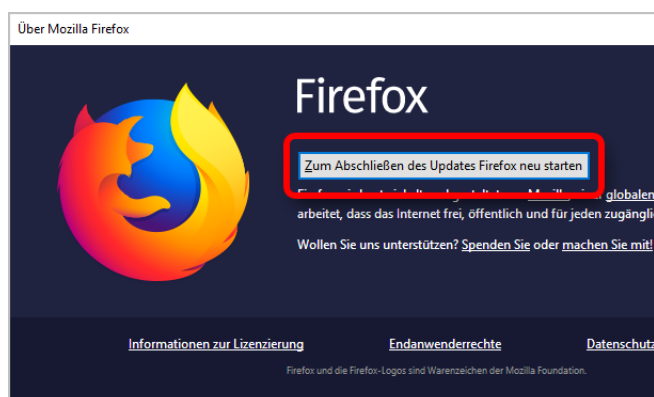 Über Mozilla Firefox
Firefox
Zum Abschließen des Updates Firefox neu starten
globalen
arbeitet, dass das Internet frei, öffentlich und für jeden
Wollen Sie uns unterstützen? Spenden Sie oder machen Sie mit!
Informationen zur Lizenzierung Endanwenderrechte
Firefox und die Firefox-Logos sind Warenzeichen der Mozilla Foundation.